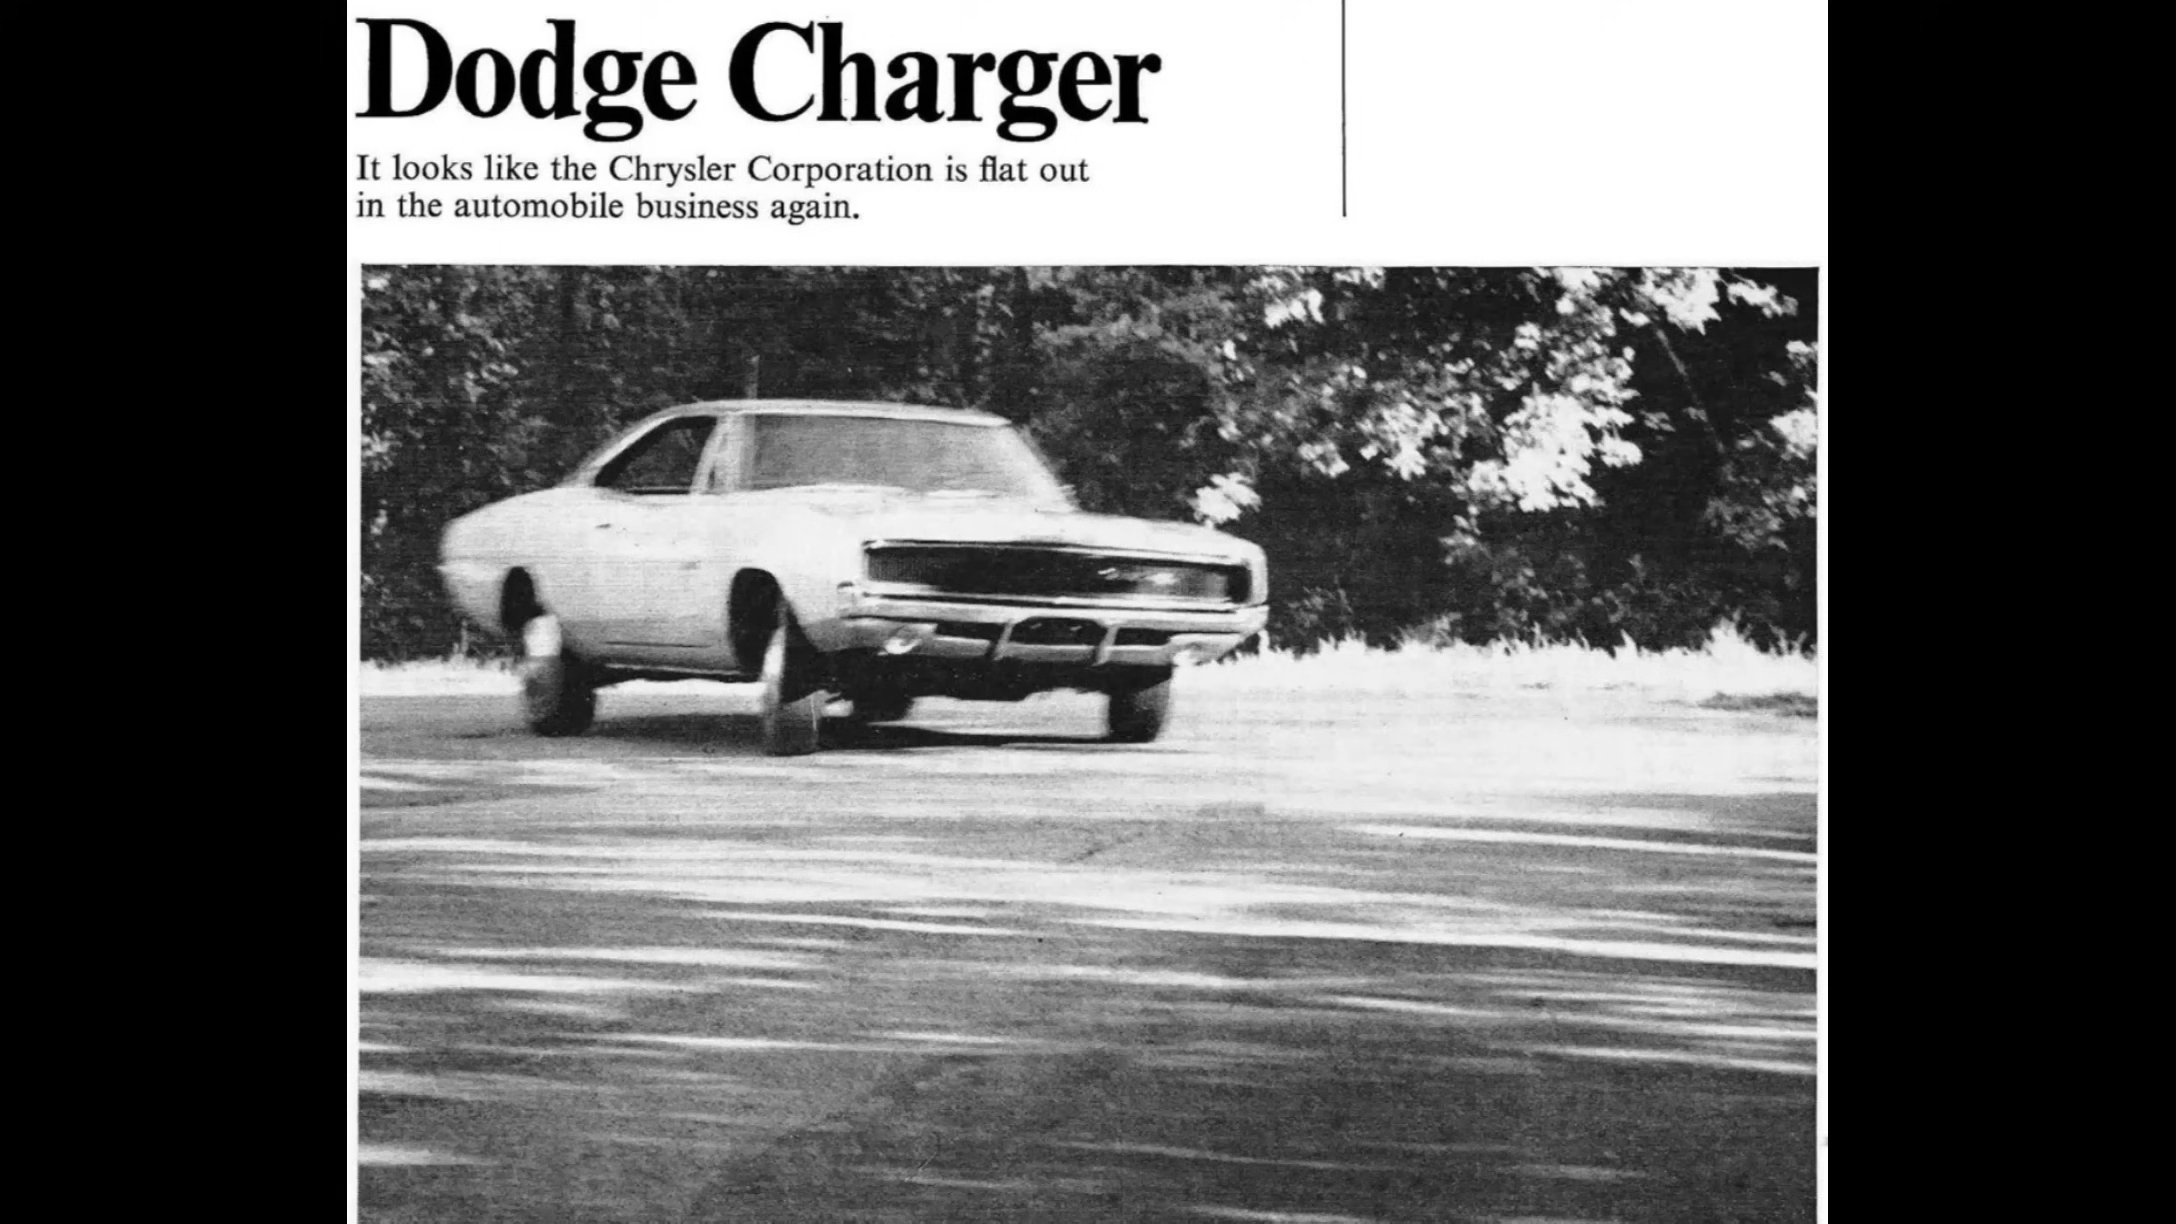 Dodge Charger
It looks like the Chrysler Corporation is flat out
in the automobile business again.